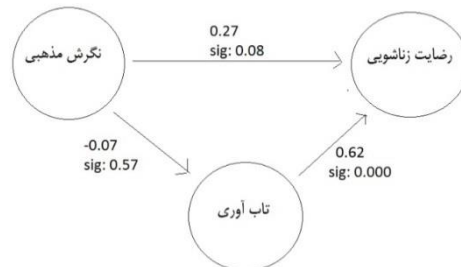 0.27
sig: 0.08
نگرش مذهبی
رضایت زناشویی
-0.07
sig: 0.57
0.62
sig: 0.000
تاب آوری